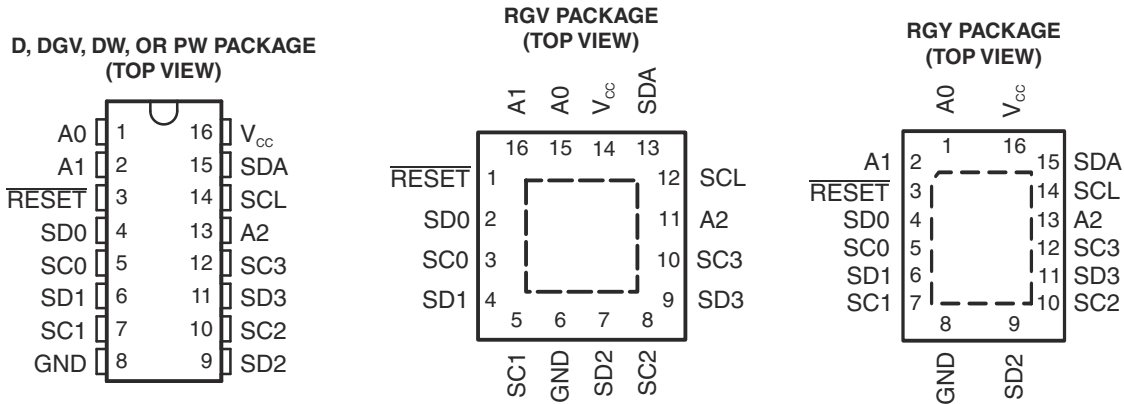 D, DGV, DW, OR PW PACKAGE
(TOP VIEW)
A0 1 16 VCC
A1 2 15 SDA
RESET 3 14 SCL
SD0 4 13 A2
SC0 5 12 SC3
SD1 6 11 SD3
SC1 7 10 SC2
GND 8 9 SD2
RGV PACKAGE
(TOP VIEW)
A1 A0 VCC SDA
16 15 14 13
RESET 1 12 SCL
SD0 2 11 A2
SC0 3 10 SC3
SD1 4 9 SD3
5 6 7 8
SC1 GND SD2 SC2
RGY PACKAGE
(TOP VIEW)
A0 VCC
1 16
A1 2 15 SDA
RESET 3 14 SCL
SD0 4 13 A2
SC0 5 12 SC3
SD1 6 11 SD3
SC1 7 10 SC2
8 9
GND SD2